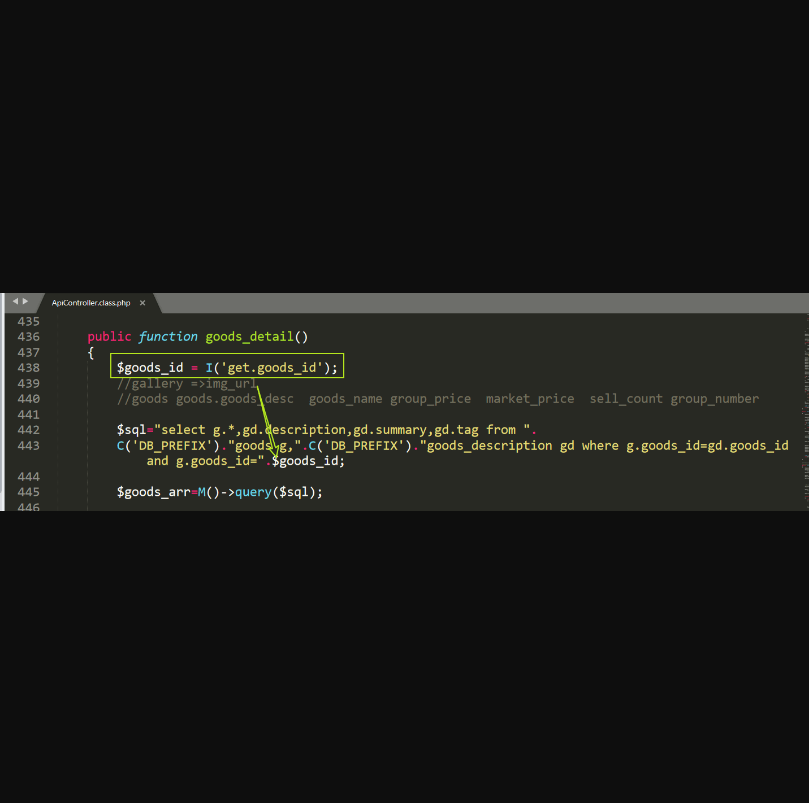 ApiController.class.php ×
435
436 public function goods_detail()
437 {
438 $goods_id = I('get.goods_id');
439 //gallery =>img_url
440 //goods goods.goods_desc goods_name group_price market_price sell_count group_number
441
442 $sql="select g.*,gd.description,gd.summary,gd.tag from ".
443 C('DB_PREFIX')."goods g,".C('DB_PREFIX')."goods_description gd where g.goods_id=gd.goods_id
and g.goods_id=".$goods_id;
444
445 $goods_arr=M()->query($sql);
446